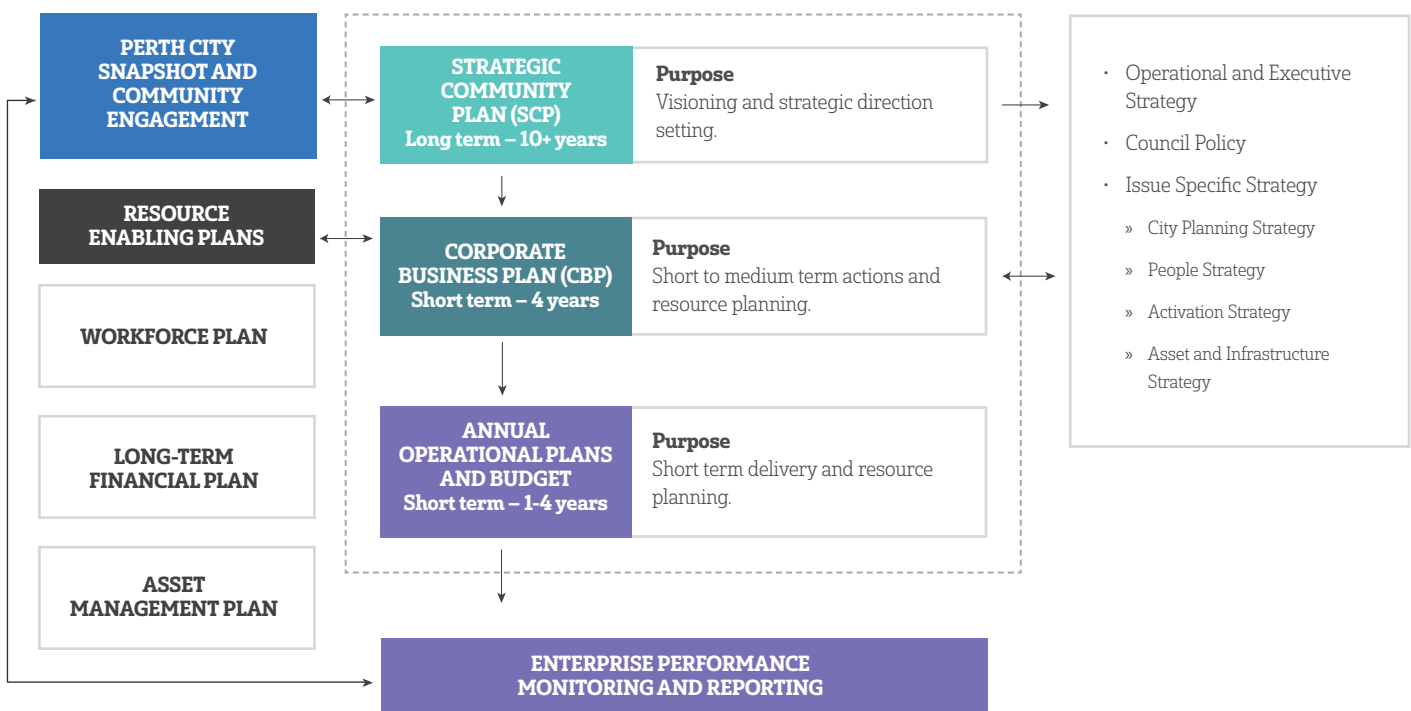 PERTH CITY
SNAPSHOT AND
COMMUNITY
ENGAGEMENT
RESOURCE
ENABLING PLANS
WORKFORCE PLAN
LONG-TERM
FINANCIAL PLAN
ASSET
MANAGEMENT PLAN
STRATEGIC
COMMUNITY
PLAN (SCP)
Long term – 10+ years
Purpose
Visioning and strategic direction
setting.
CORPORATE
BUSINESS PLAN (CBP)
Short term – 4 years
Purpose
Short to medium term actions and
resource planning.
ANNUAL
OPERATIONAL PLANS
AND BUDGET
Short term – 1-4 years
Purpose
Short term delivery and resource
planning.
ENTERPRISE PERFORMANCE
MONITORING AND REPORTING
· Operational and Executive
Strategy
· Council Policy
· Issue Specific Strategy
» City Planning Strategy
» People Strategy
» Activation Strategy
» Asset and Infrastructure
Strategy